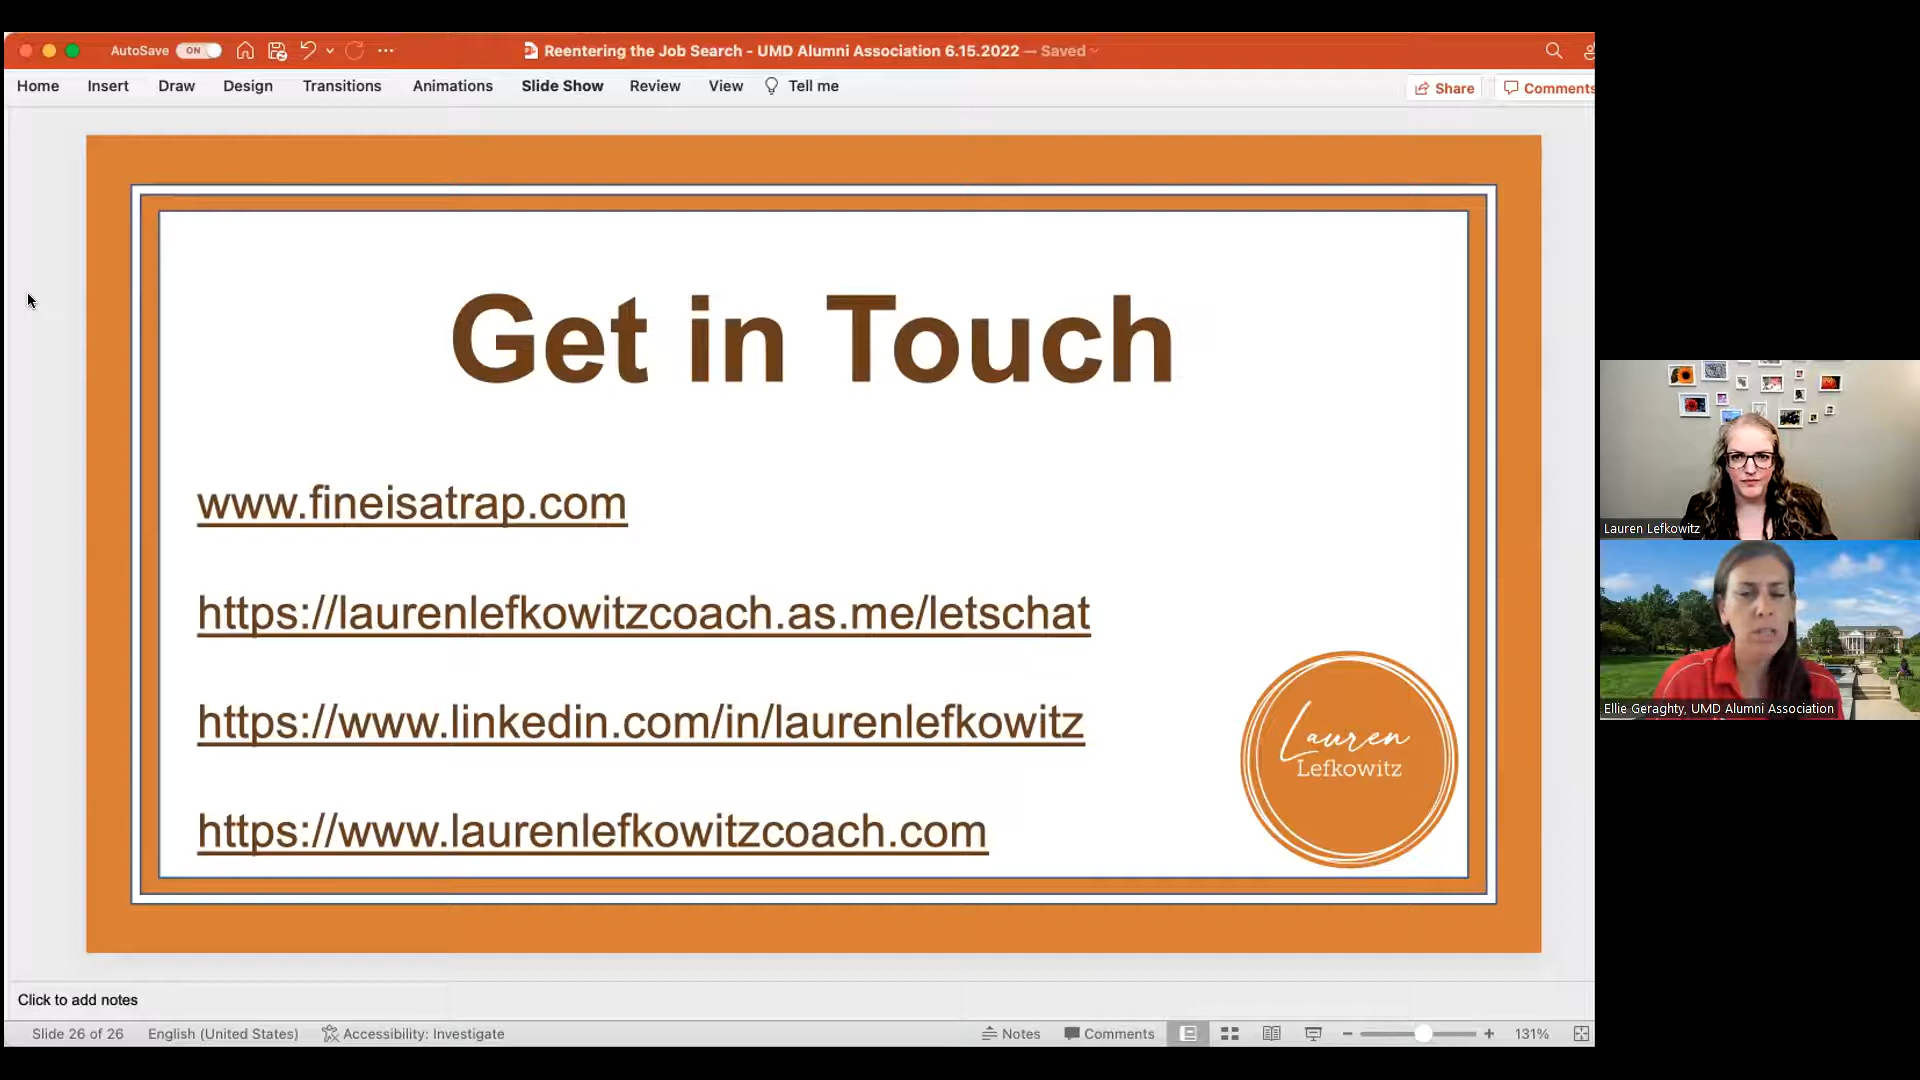 AutoSave ON Reentering the Job Search - UMD Alumni Association 6.15.2022 — Saved
Home Insert Draw Design Transitions Animations Slide Show Review View Tell me Share Comments
Get in Touch
www.fineisatrap.com
https://laurenlefkowitzcoach.as.me/letschat
https://www.linkedin.com/in/laurenlefkowitz
https://www.laurenlefkowitzcoach.com
Lauren
Lefkowitz
Lauren Lefkowitz
Ellie Geraghty, UMD Alumni Association
Click to add notes
Slide 26 of 26 English (United States) Accessibility: Investigate Notes Comments 131%